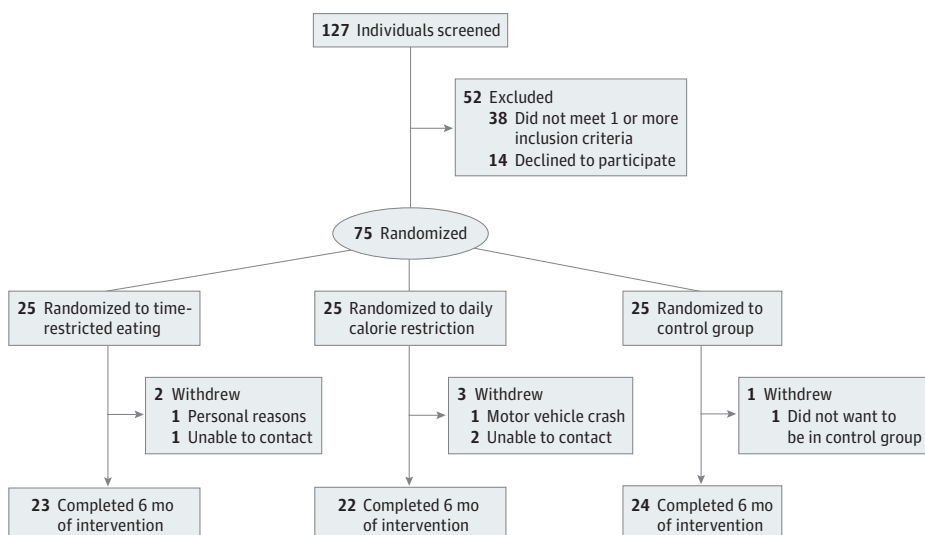 127 Individuals screened
52 Excluded
38 Did not meet 1 or more
inclusion criteria
14 Declined to participate
75 Randomized
25 Randomized to time-
restricted eating
25 Randomized to daily
calorie restriction
25 Randomized to
control group
2 Withdrew
1 Personal reasons
1 Unable to contact
3 Withdrew
1 Motor vehicle crash
2 Unable to contact
1 Withdrew
1 Did not want to
be in control group
23 Completed 6 mo
of intervention
22 Completed 6 mo
of intervention
24 Completed 6 mo
of intervention